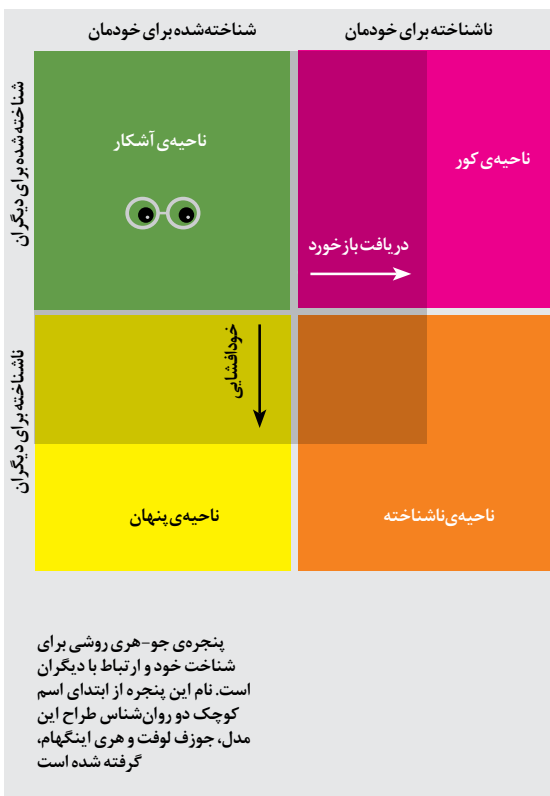 ناشناخته برای خودمان
شناخته‌شده برای خودمان
شناخته شده برای دیگران
ناحیه‌ی کور
ناحیه‌ی آشکار
دریافت بازخورد
ناشناخته برای دیگران
خودافشایی
ناحیه‌ی ناشناخته
ناحیه‌ی پنهان
پنجره‌ی جو-هری روشی برای
شناخت خود و ارتباط با دیگران
است. نام این پنجره از ابتدای اسم
کوچک دو روان‌شناس طراح این
مدل، جوزف لوفت و هری اینگهام،
گرفته شده است